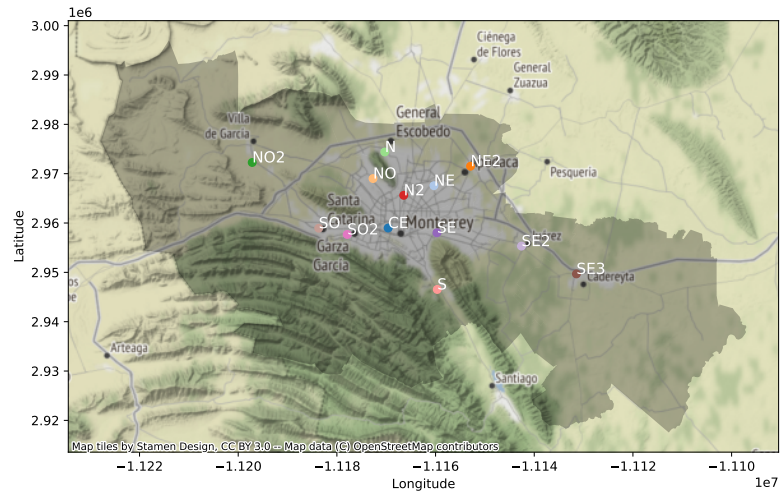 1e6
3.00
2.99
2.98
2.97
2.96
2.95
2.94
2.93
2.92
Latitude
Ciénega
de Flores
General
Zuazua
Villa
de Garcia
General
Escobedo
N
NO2
NO
NE2
NE
N2
Pesquería
Santa
Catarina
SO
SO2
CE
Monterrey
SE
SE2
Garza
García
SE3
Cadereyta
S
Arteaga
Santiago
Map tiles by Stamen Design, CC BY 3.0 -- Map data (C) OpenStreetMap contributors
−1.122
−1.120
−1.118
−1.116
−1.114
−1.112
−1.110
1e7
Longitude